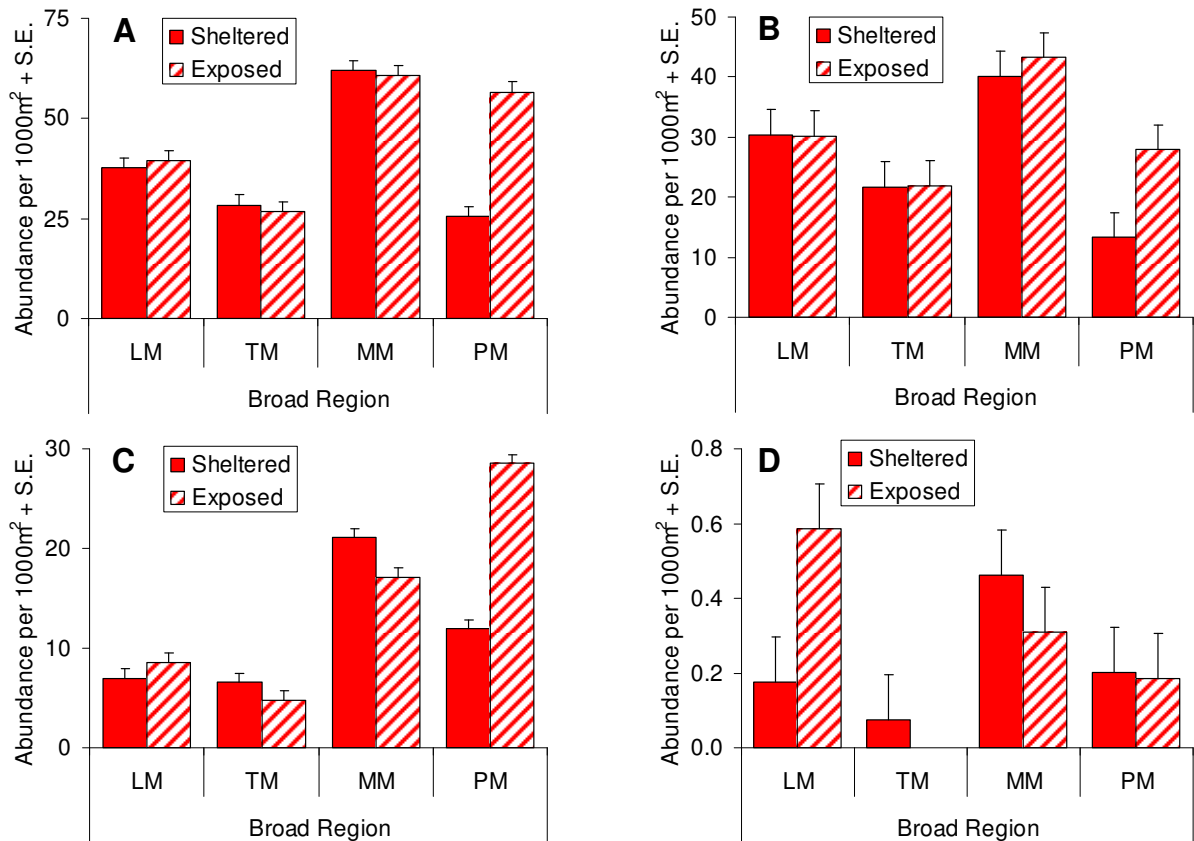 A
Sheltered
Exposed
Abundance per 1000m² + S.E.
75
50
25
0
LM TM MM PM
Broad Region
B
Sheltered
Exposed
Abundance per 1000m² + S.E.
50
40
30
20
10
0
LM TM MM PM
Broad Region
C
Sheltered
Exposed
Abundance per 1000m² + S.E.
30
20
10
0
LM TM MM PM
Broad Region
D
Sheltered
Exposed
Abundance per 1000m² + S.E.
0.8
0.6
0.4
0.2
0.0
LM TM MM PM
Broad Region